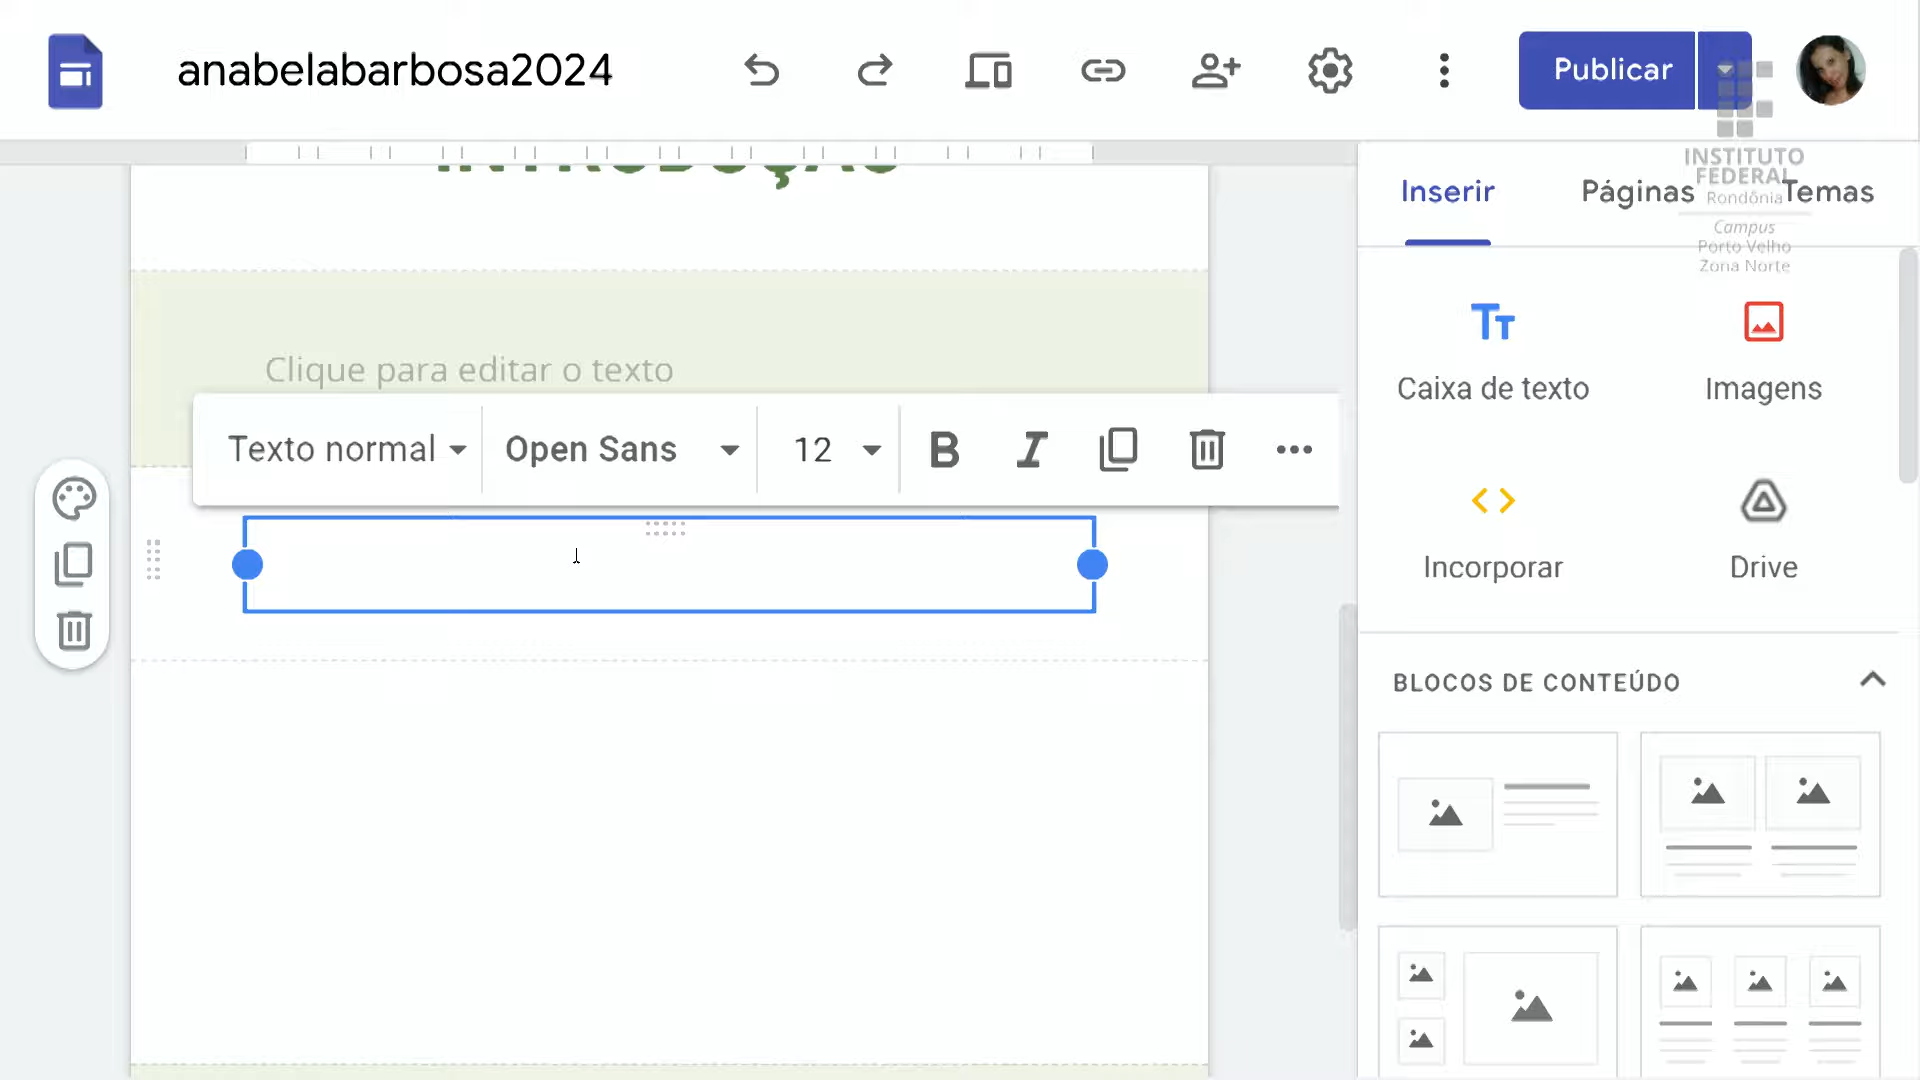 anabelabarbosa2024
Publicar
INSTITUTO
FEDERAL
Rondônia
Campus
Porto Velho
Zona Norte
Inserir
Páginas
Temas
INTRODUÇÃO
Clique para editar o texto
Texto normal
Open Sans
12
B
I
Caixa de texto
Imagens
Incorporar
Drive
BLOCOS DE CONTEÚDO